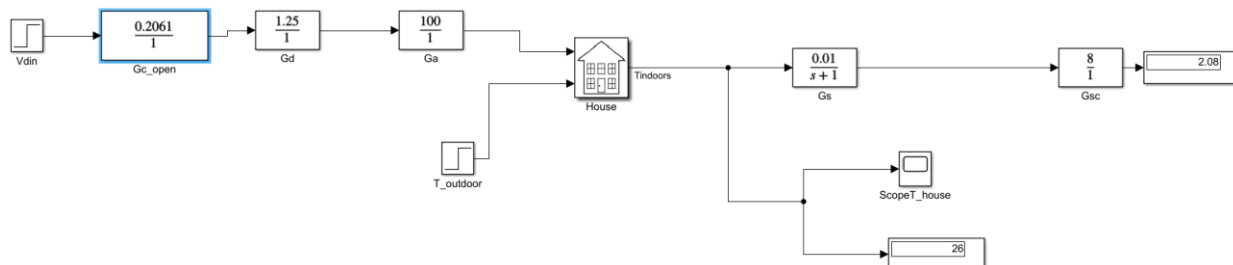 Vdin
0.2061
1
Gc_open
1.25
1
Gd
100
1
Ga
House
Tindoors
T_outdoor
0.01
s + 1
Gs
8
1
Gsc
2.08
ScopeT_house
26